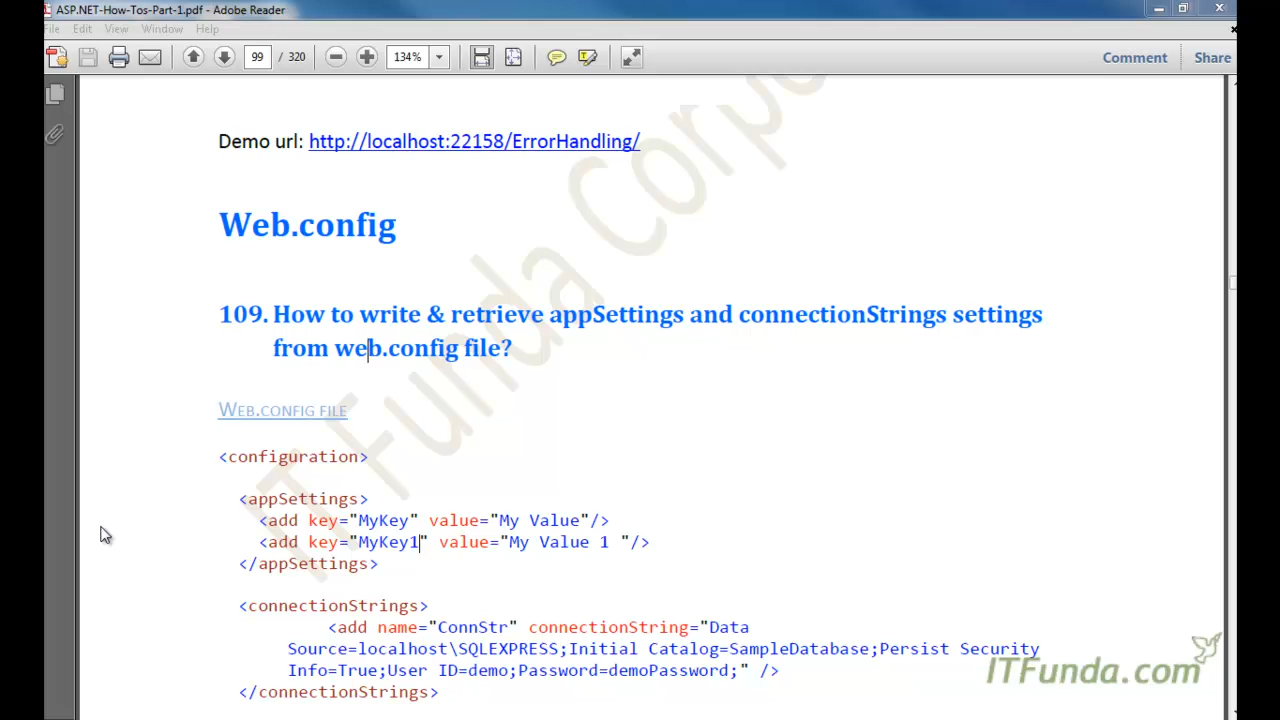 ASP.NET-How-Tos-Part-1.pdf - Adobe Reader
File Edit View Window Help
99 / 320 134% Comment Share
Demo url: http://localhost:22158/ErrorHandling/
Web.config
109. How to write & retrieve appSettings and connectionStrings settings
from web.config file?
WEB.CONFIG FILE
<configuration>
<appSettings>
<add key="MyKey" value="My Value"/>
<add key="MyKey1" value="My Value 1 "/>
</appSettings>
<connectionStrings>
<add name="ConnStr" connectionString="Data
Source=localhost\SQLEXPRESS;Initial Catalog=SampleDatabase;Persist Security
Info=True;User ID=demo;Password=demoPassword;" />
</connectionStrings>
IT Funda Corpo
ITFunda.com